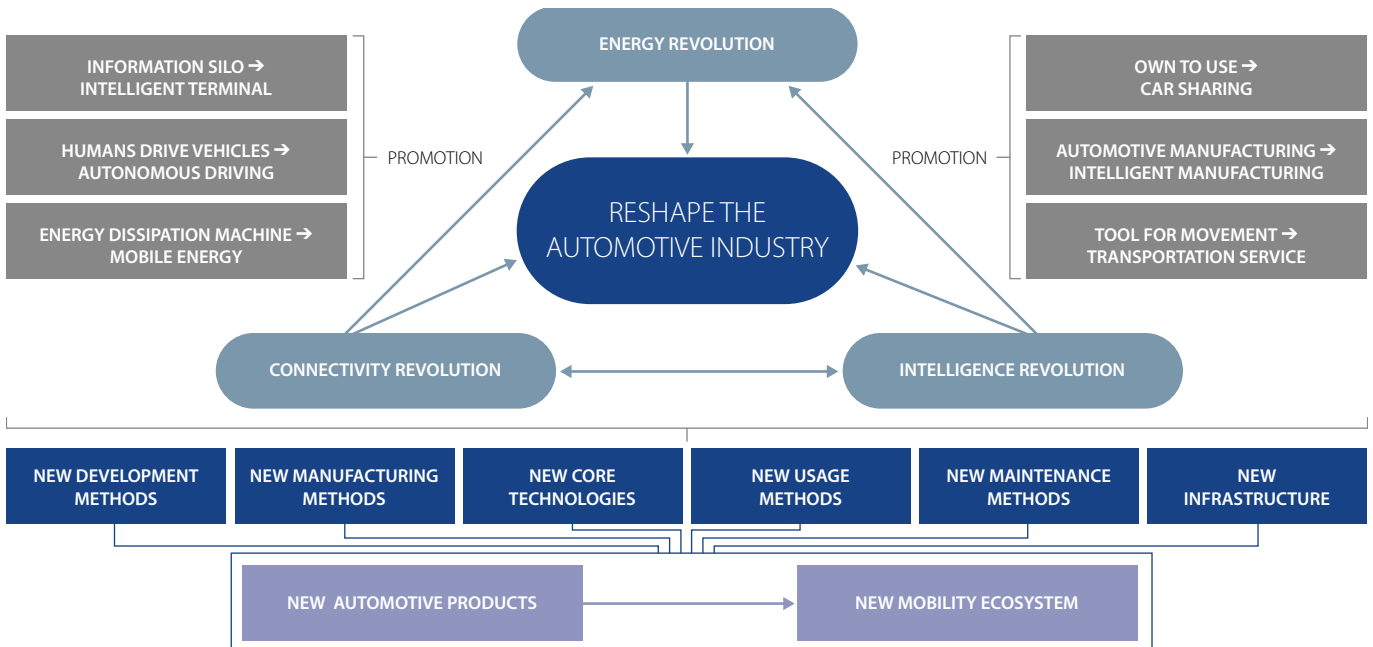 ENERGY REVOLUTION
INFORMATION SILO ➔
INTELLIGENT TERMINAL
HUMANS DRIVE VEHICLES ➔
AUTONOMOUS DRIVING
ENERGY DISSIPATION MACHINE ➔
MOBILE ENERGY
PROMOTION
RESHAPE THE
AUTOMOTIVE INDUSTRY
PROMOTION
OWN TO USE ➔
CAR SHARING
AUTOMOTIVE MANUFACTURING ➔
INTELLIGENT MANUFACTURING
TOOL FOR MOVEMENT ➔
TRANSPORTATION SERVICE
CONNECTIVITY REVOLUTION
INTELLIGENCE REVOLUTION
NEW DEVELOPMENT
METHODS
NEW MANUFACTURING
METHODS
NEW CORE
TECHNOLOGIES
NEW USAGE
METHODS
NEW MAINTENANCE
METHODS
NEW
INFRASTRUCTURE
NEW AUTOMOTIVE PRODUCTS
NEW MOBILITY ECOSYSTEM